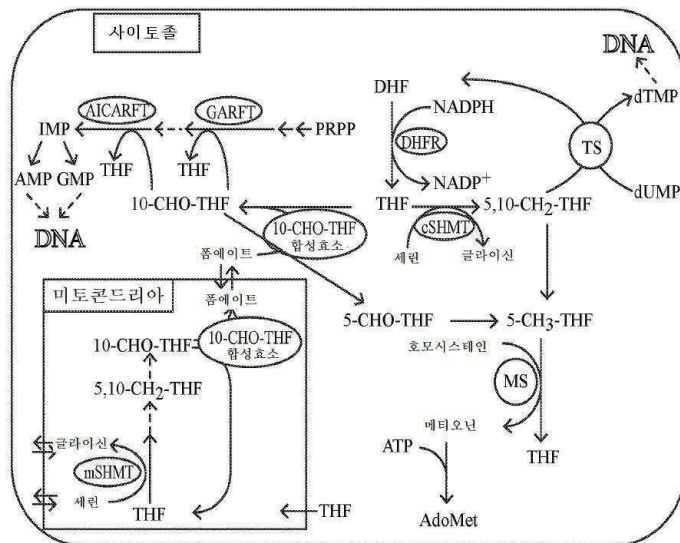 사이토졸
DNA
DHF
dTMP
AICARFT
GARFT
NADPH
IMP
PRPP
DHFR
TS
THF
THF
AMP GMP
NADP+
dUMP
10-CHO-THF
THF
5,10-CH2-THF
DNA
10-CHO-THF
합성효소
cSHMT
세린
글라이신
폼에이트
미토콘드리아
폼에이트
5-CHO-THF
5-CH3-THF
10-CHO-THF
10-CHO-THF
합성효소
호모시스테인
5,10-CH2-THF
MS
글라이신
메티오닌
mSHMT
ATP
THF
세린
THF
THF
AdoMet